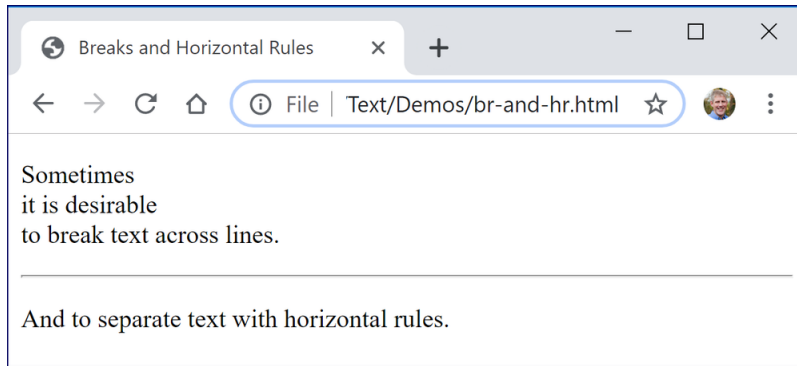 Breaks and Horizontal Rules
File Text/Demos/br-and-hr.html
Sometimes
it is desirable
to break text across lines.
And to separate text with horizontal rules.